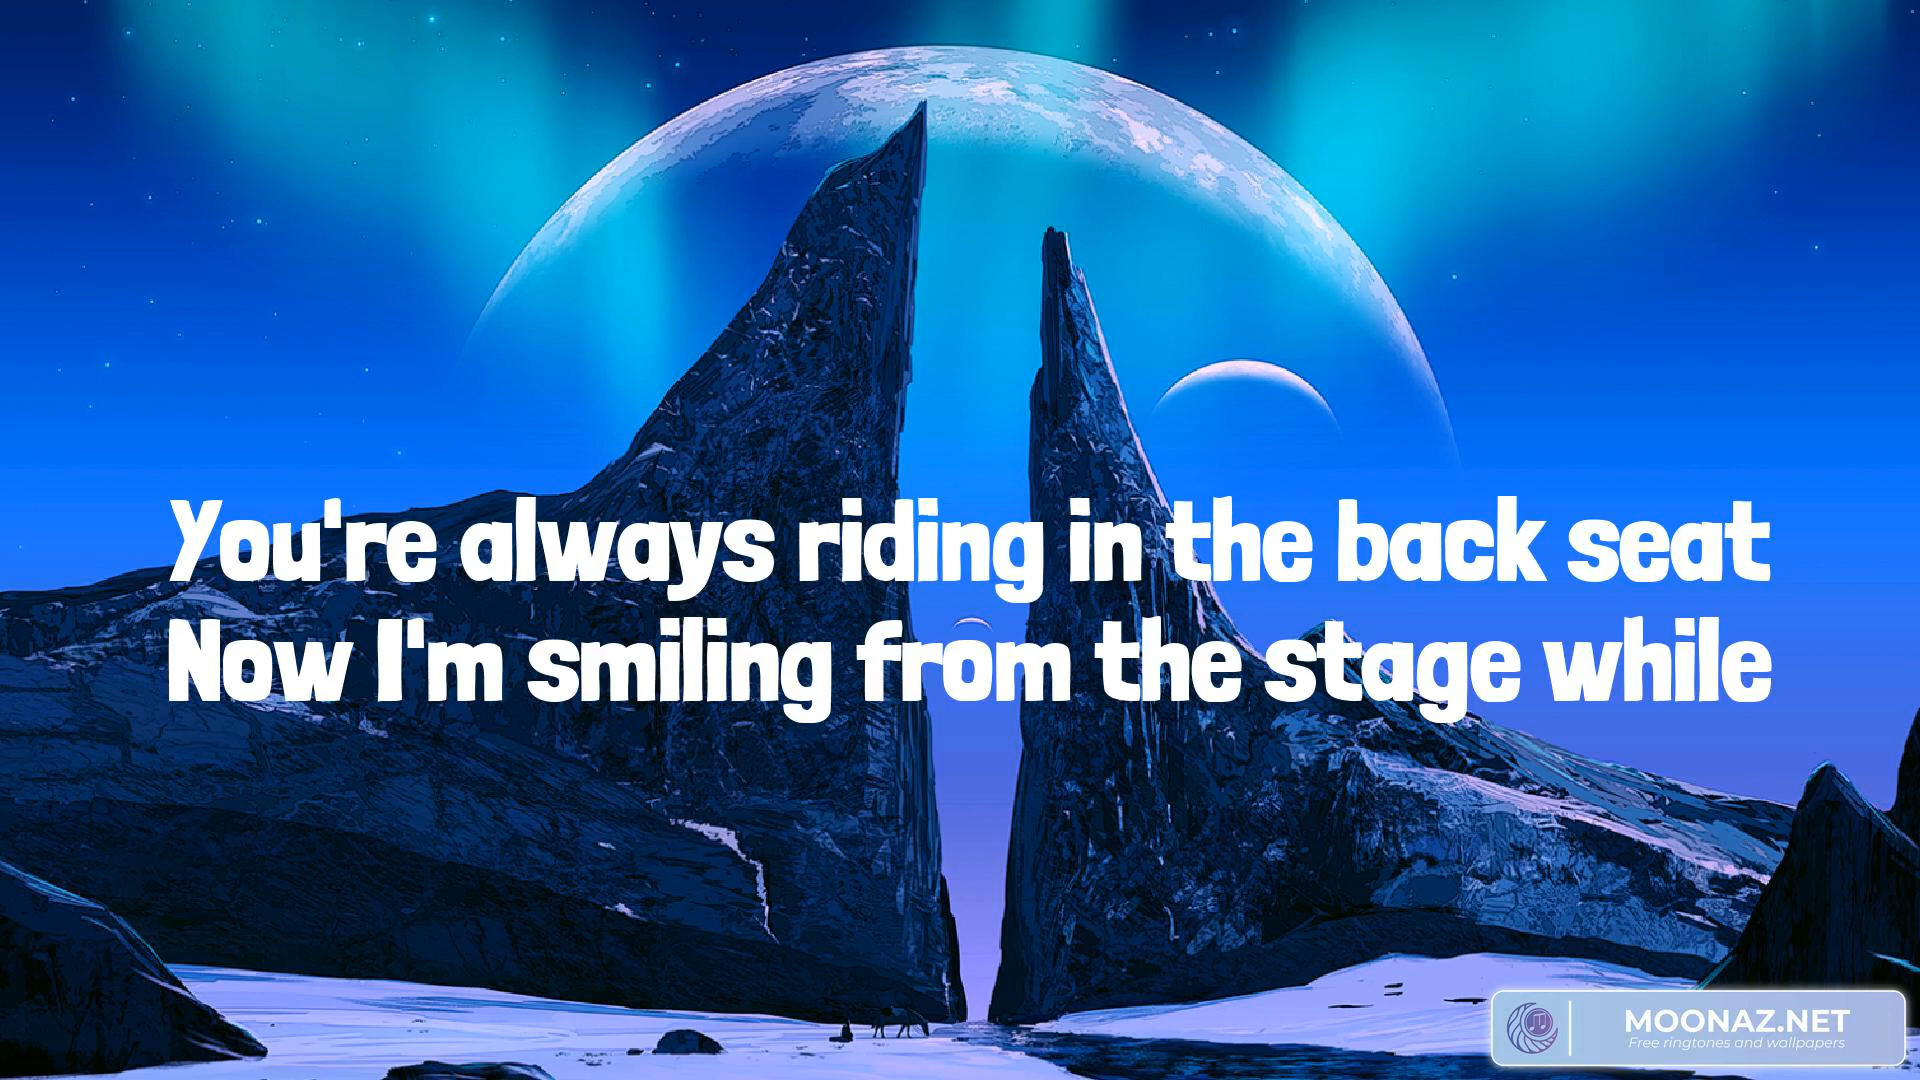 You're always riding in the back seat
Now I'm smiling from the stage while
MOONAZ.NET
Free ringtones and wallpapers